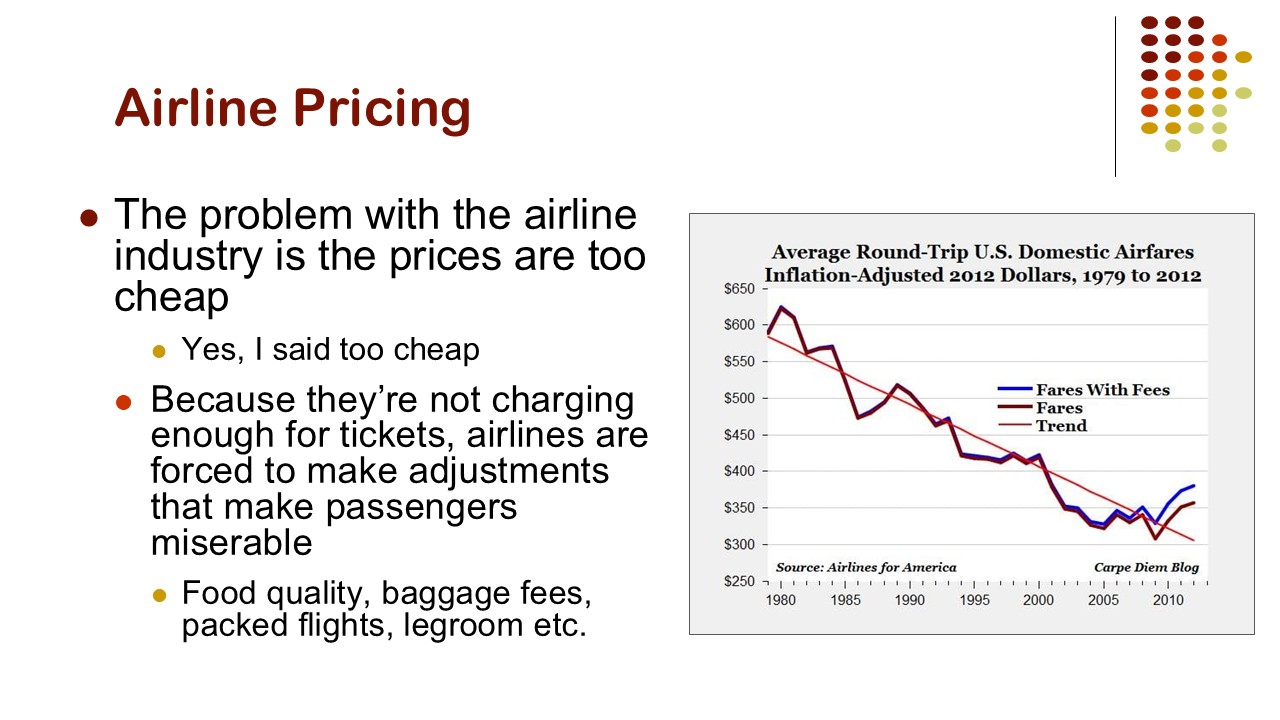 Airline Pricing
The problem with the airline
industry is the prices are too
cheap
Yes, I said too cheap
Because they’re not charging
enough for tickets, airlines are
forced to make adjustments
that make passengers
miserable
Food quality, baggage fees,
packed flights, legroom etc.
Average Round-Trip U.S. Domestic Airfares
Inflation-Adjusted 2012 Dollars, 1979 to 2012
$650
$600
$550
$500
$450
$400
$350
$300
$250
Fares With Fees
Fares
Trend
Source: Airlines for America
Carpe Diem Blog
1980 1985 1990 1995 2000 2005 2010